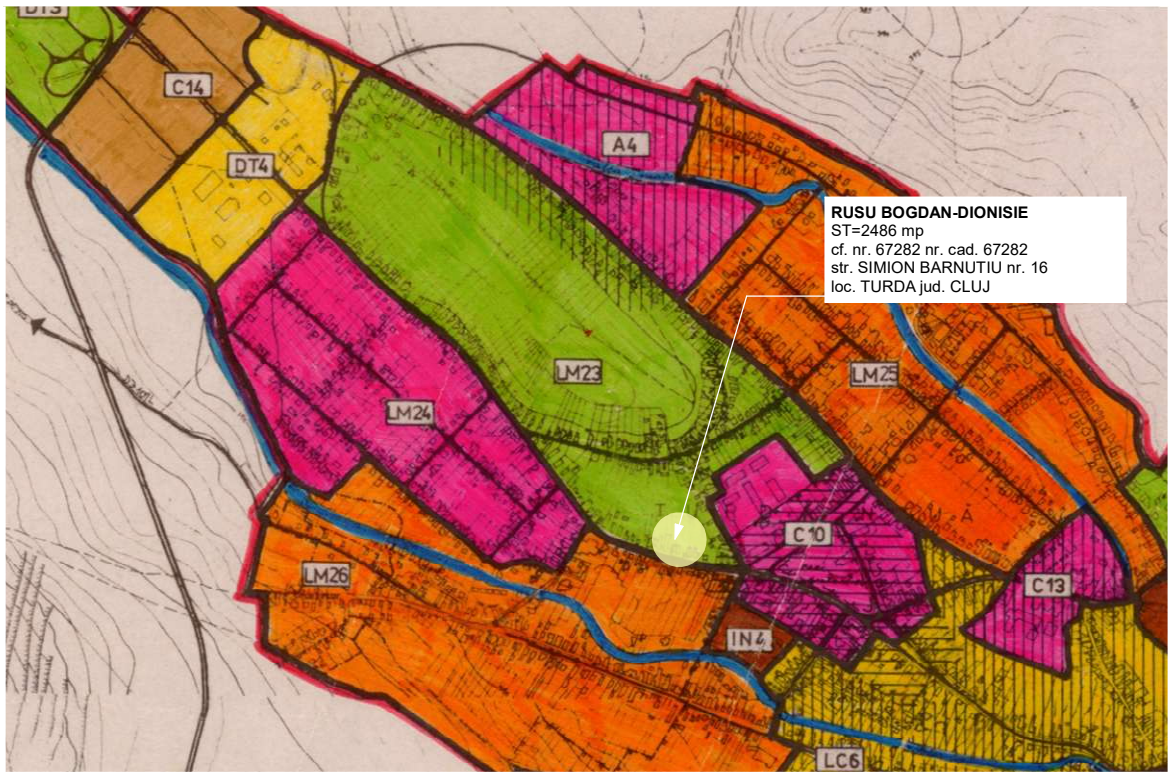 DT3
C14
DT4
A4
RUSU BOGDAN-DIONISIE
ST=2486 mp
cf. nr. 67282 nr. cad. 67282
str. SIMION BARNUTIU nr. 16
loc. TURDA jud. CLUJ
LM23
LM25
LM24
C10
LM26
C13
IN4
LC6